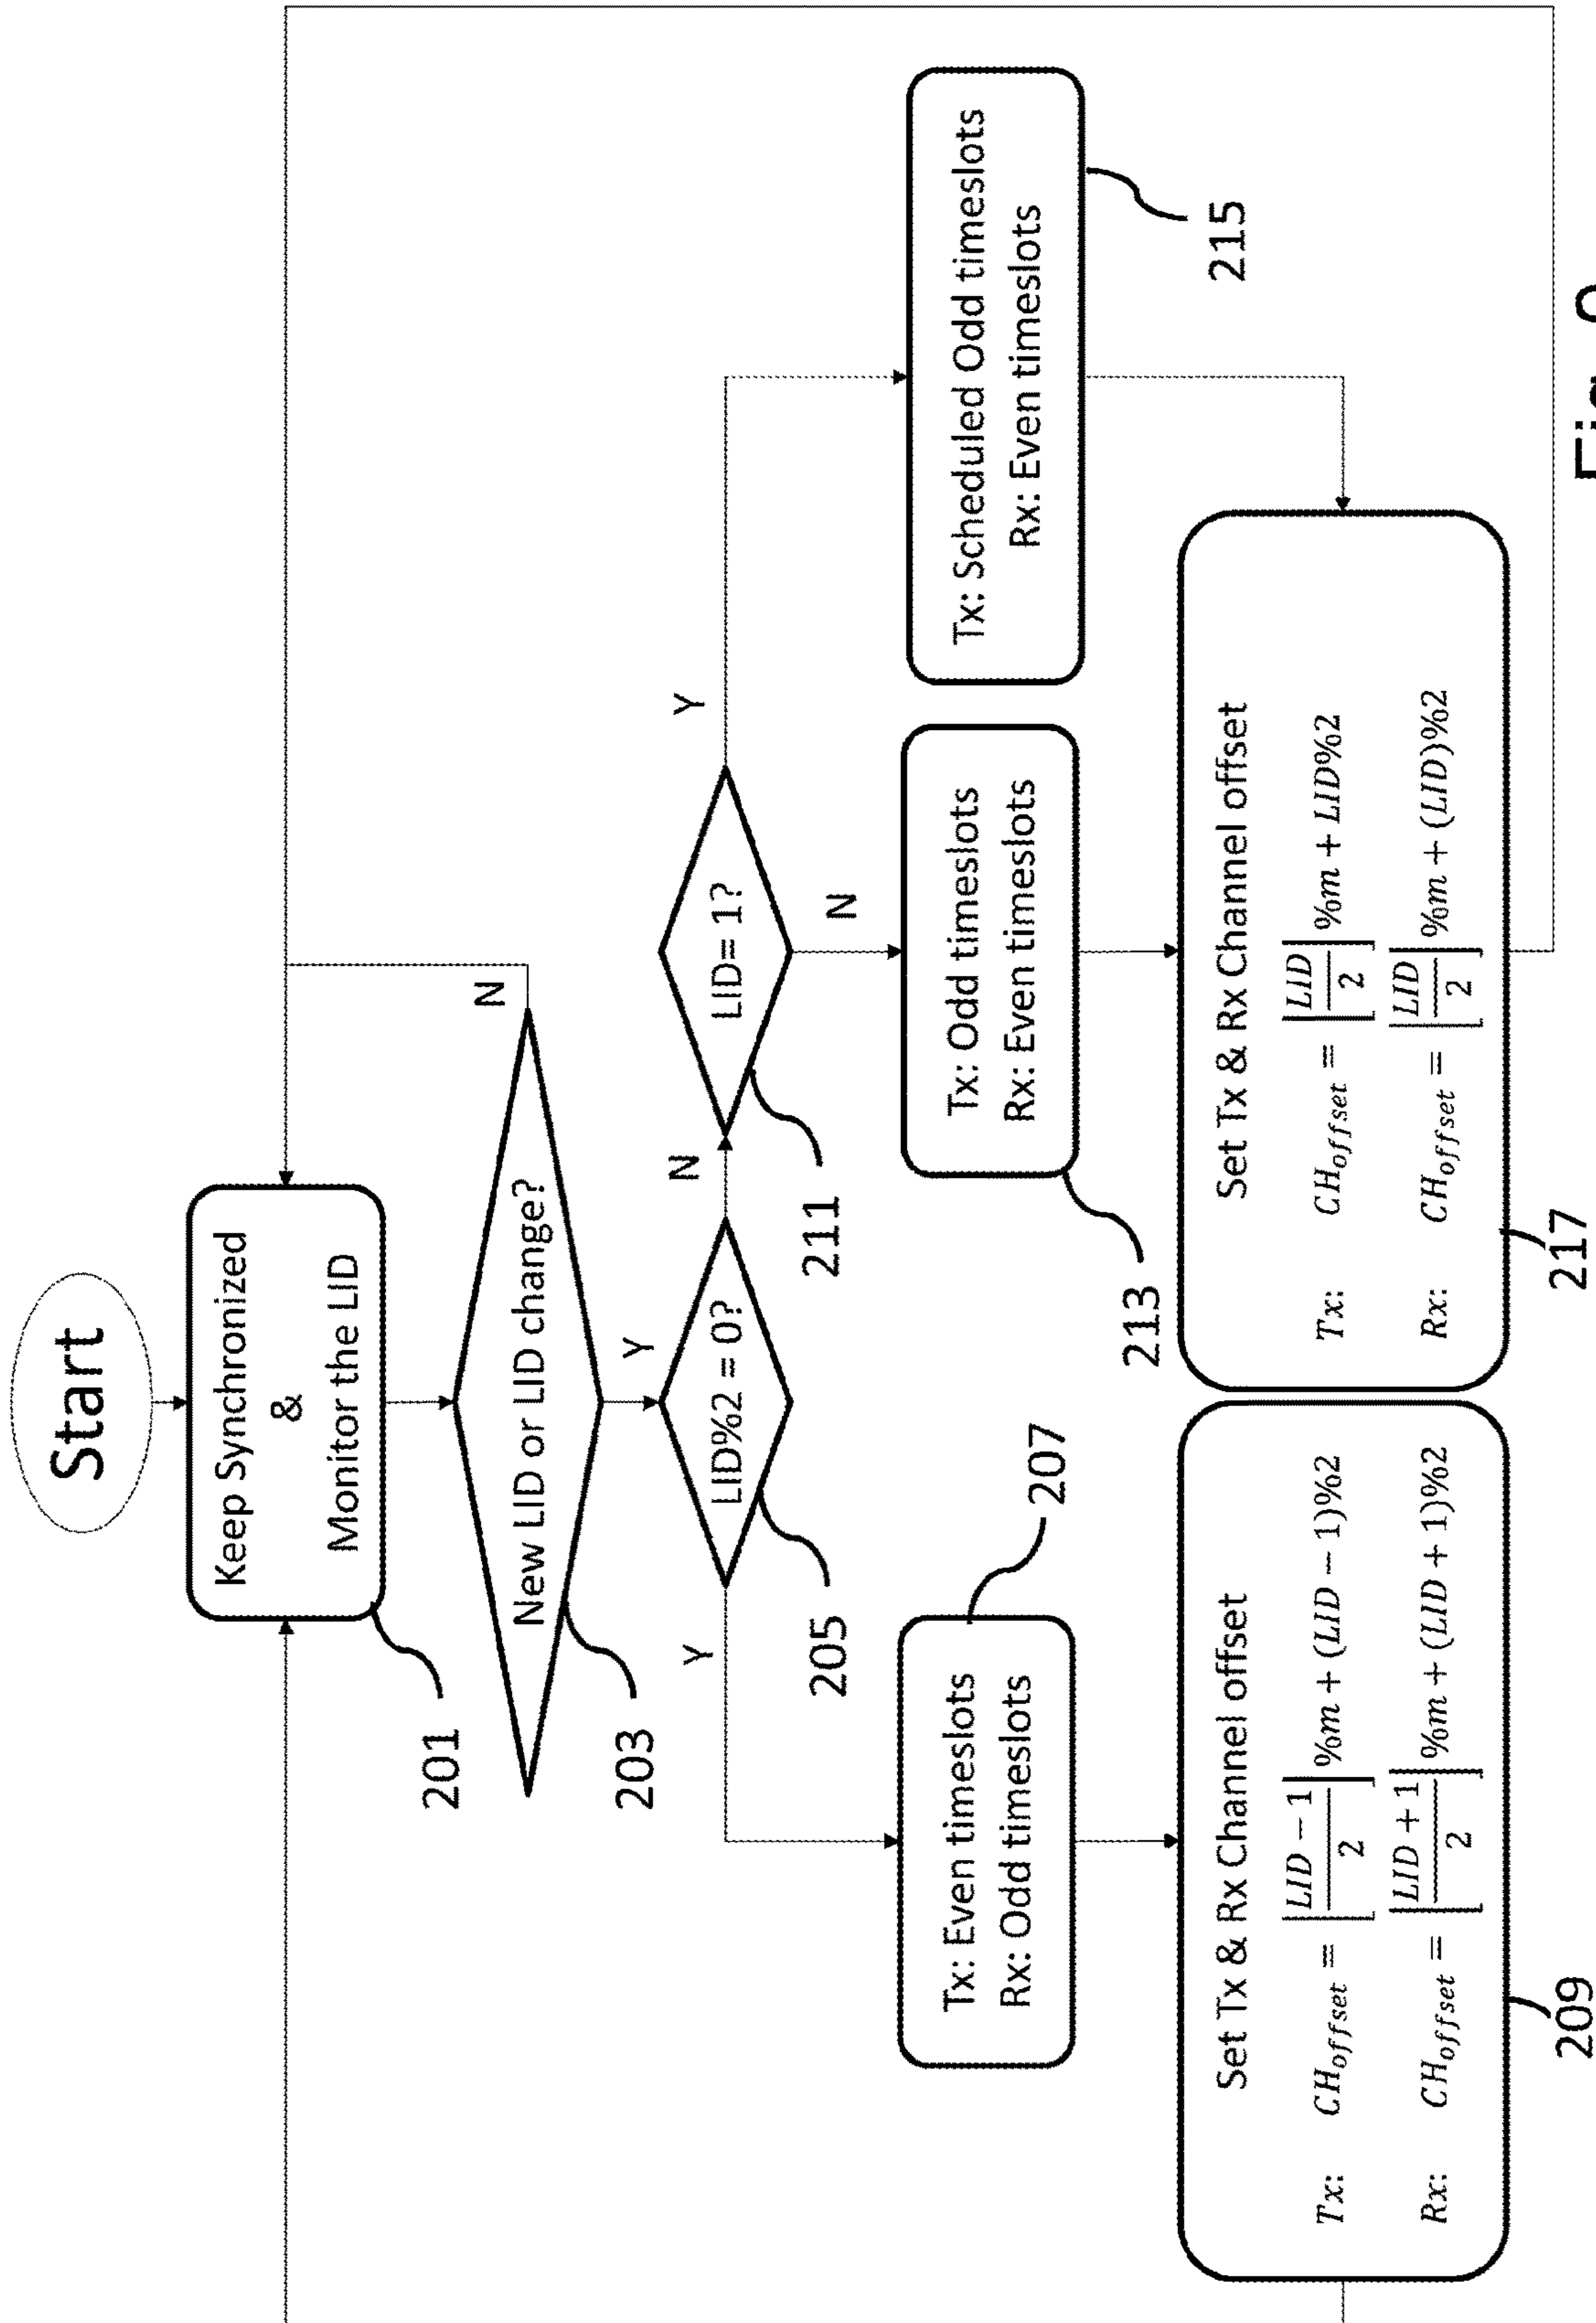 Start
Keep Synchronized
&
Monitor the LID
201
New LID or LID change?
N
203
Y
LID%2 = 0?
Y
N
205
LID= 1?
Y
N
211
Tx: Even timeslots
Rx: Odd timeslots
207
Tx: Odd timeslots
Rx: Even timeslots
213
Tx: Scheduled Odd timeslots
Rx: Even timeslots
215
Set Tx & Rx Channel offset
Tx: CH_offset = ⌊(LID − 1)/2⌋ %m + (LID − 1)%2
Rx: CH_offset = ⌊(LID + 1)/2⌋ %m + (LID + 1)%2
209
Set Tx & Rx Channel offset
Tx: CH_offset = ⌊LID/2⌋ %m + LID%2
Rx: CH_offset = ⌊LID/2⌋ %m + (LID)%2
217
Fig.